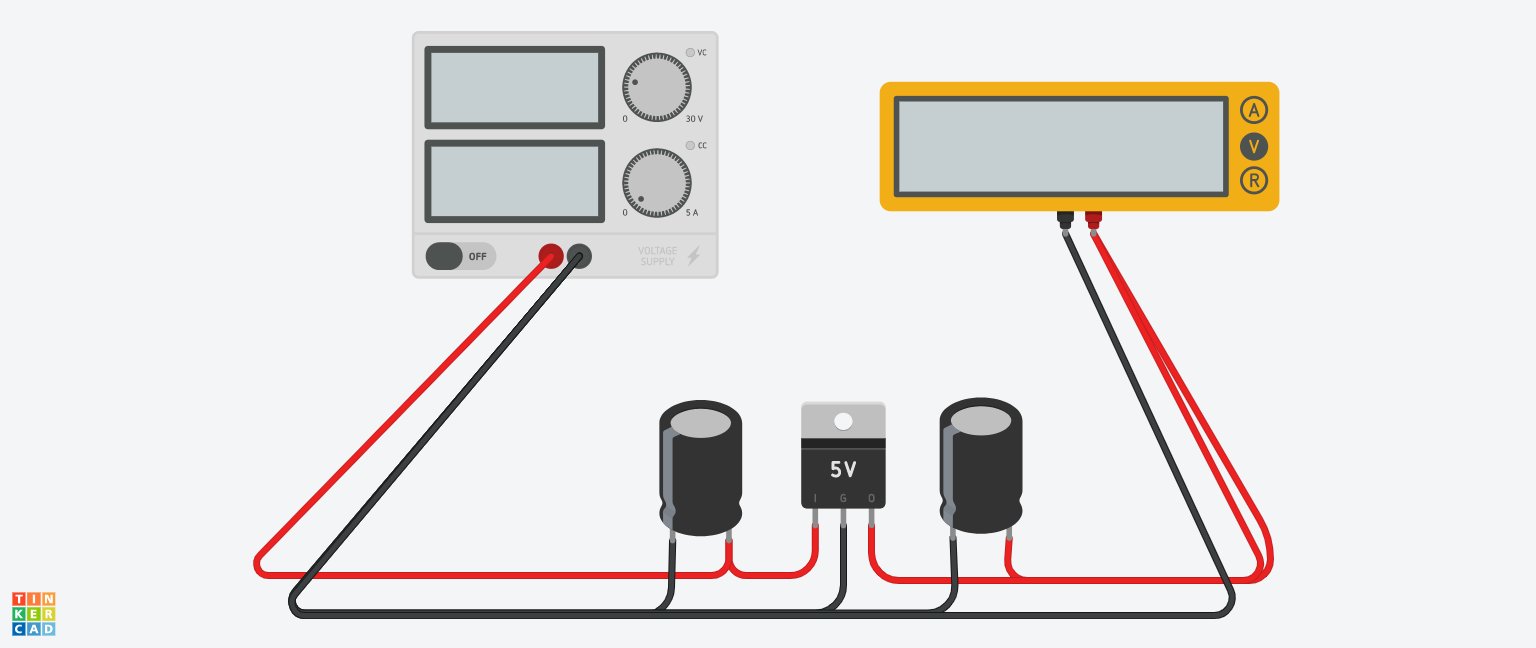 VC
0
30 V
CC
0
5 A
OFF
VOLTAGE
SUPPLY
A
V
R
5V
I G O
TIN
KER
CAD